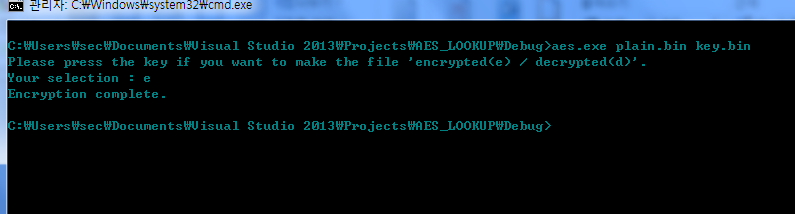 관리자: C:₩Windows₩system32₩cmd.exe
C:₩Users₩sec₩Documents₩Visual Studio 2013₩Projects₩AES_LOOKUP₩Debug>aes.exe plain.bin key.bin
Please press the key if you want to make the file 'encrypted(e) / decrypted(d)'.
Your selection : e
Encryption complete.
C:₩Users₩sec₩Documents₩Visual Studio 2013₩Projects₩AES_LOOKUP₩Debug>